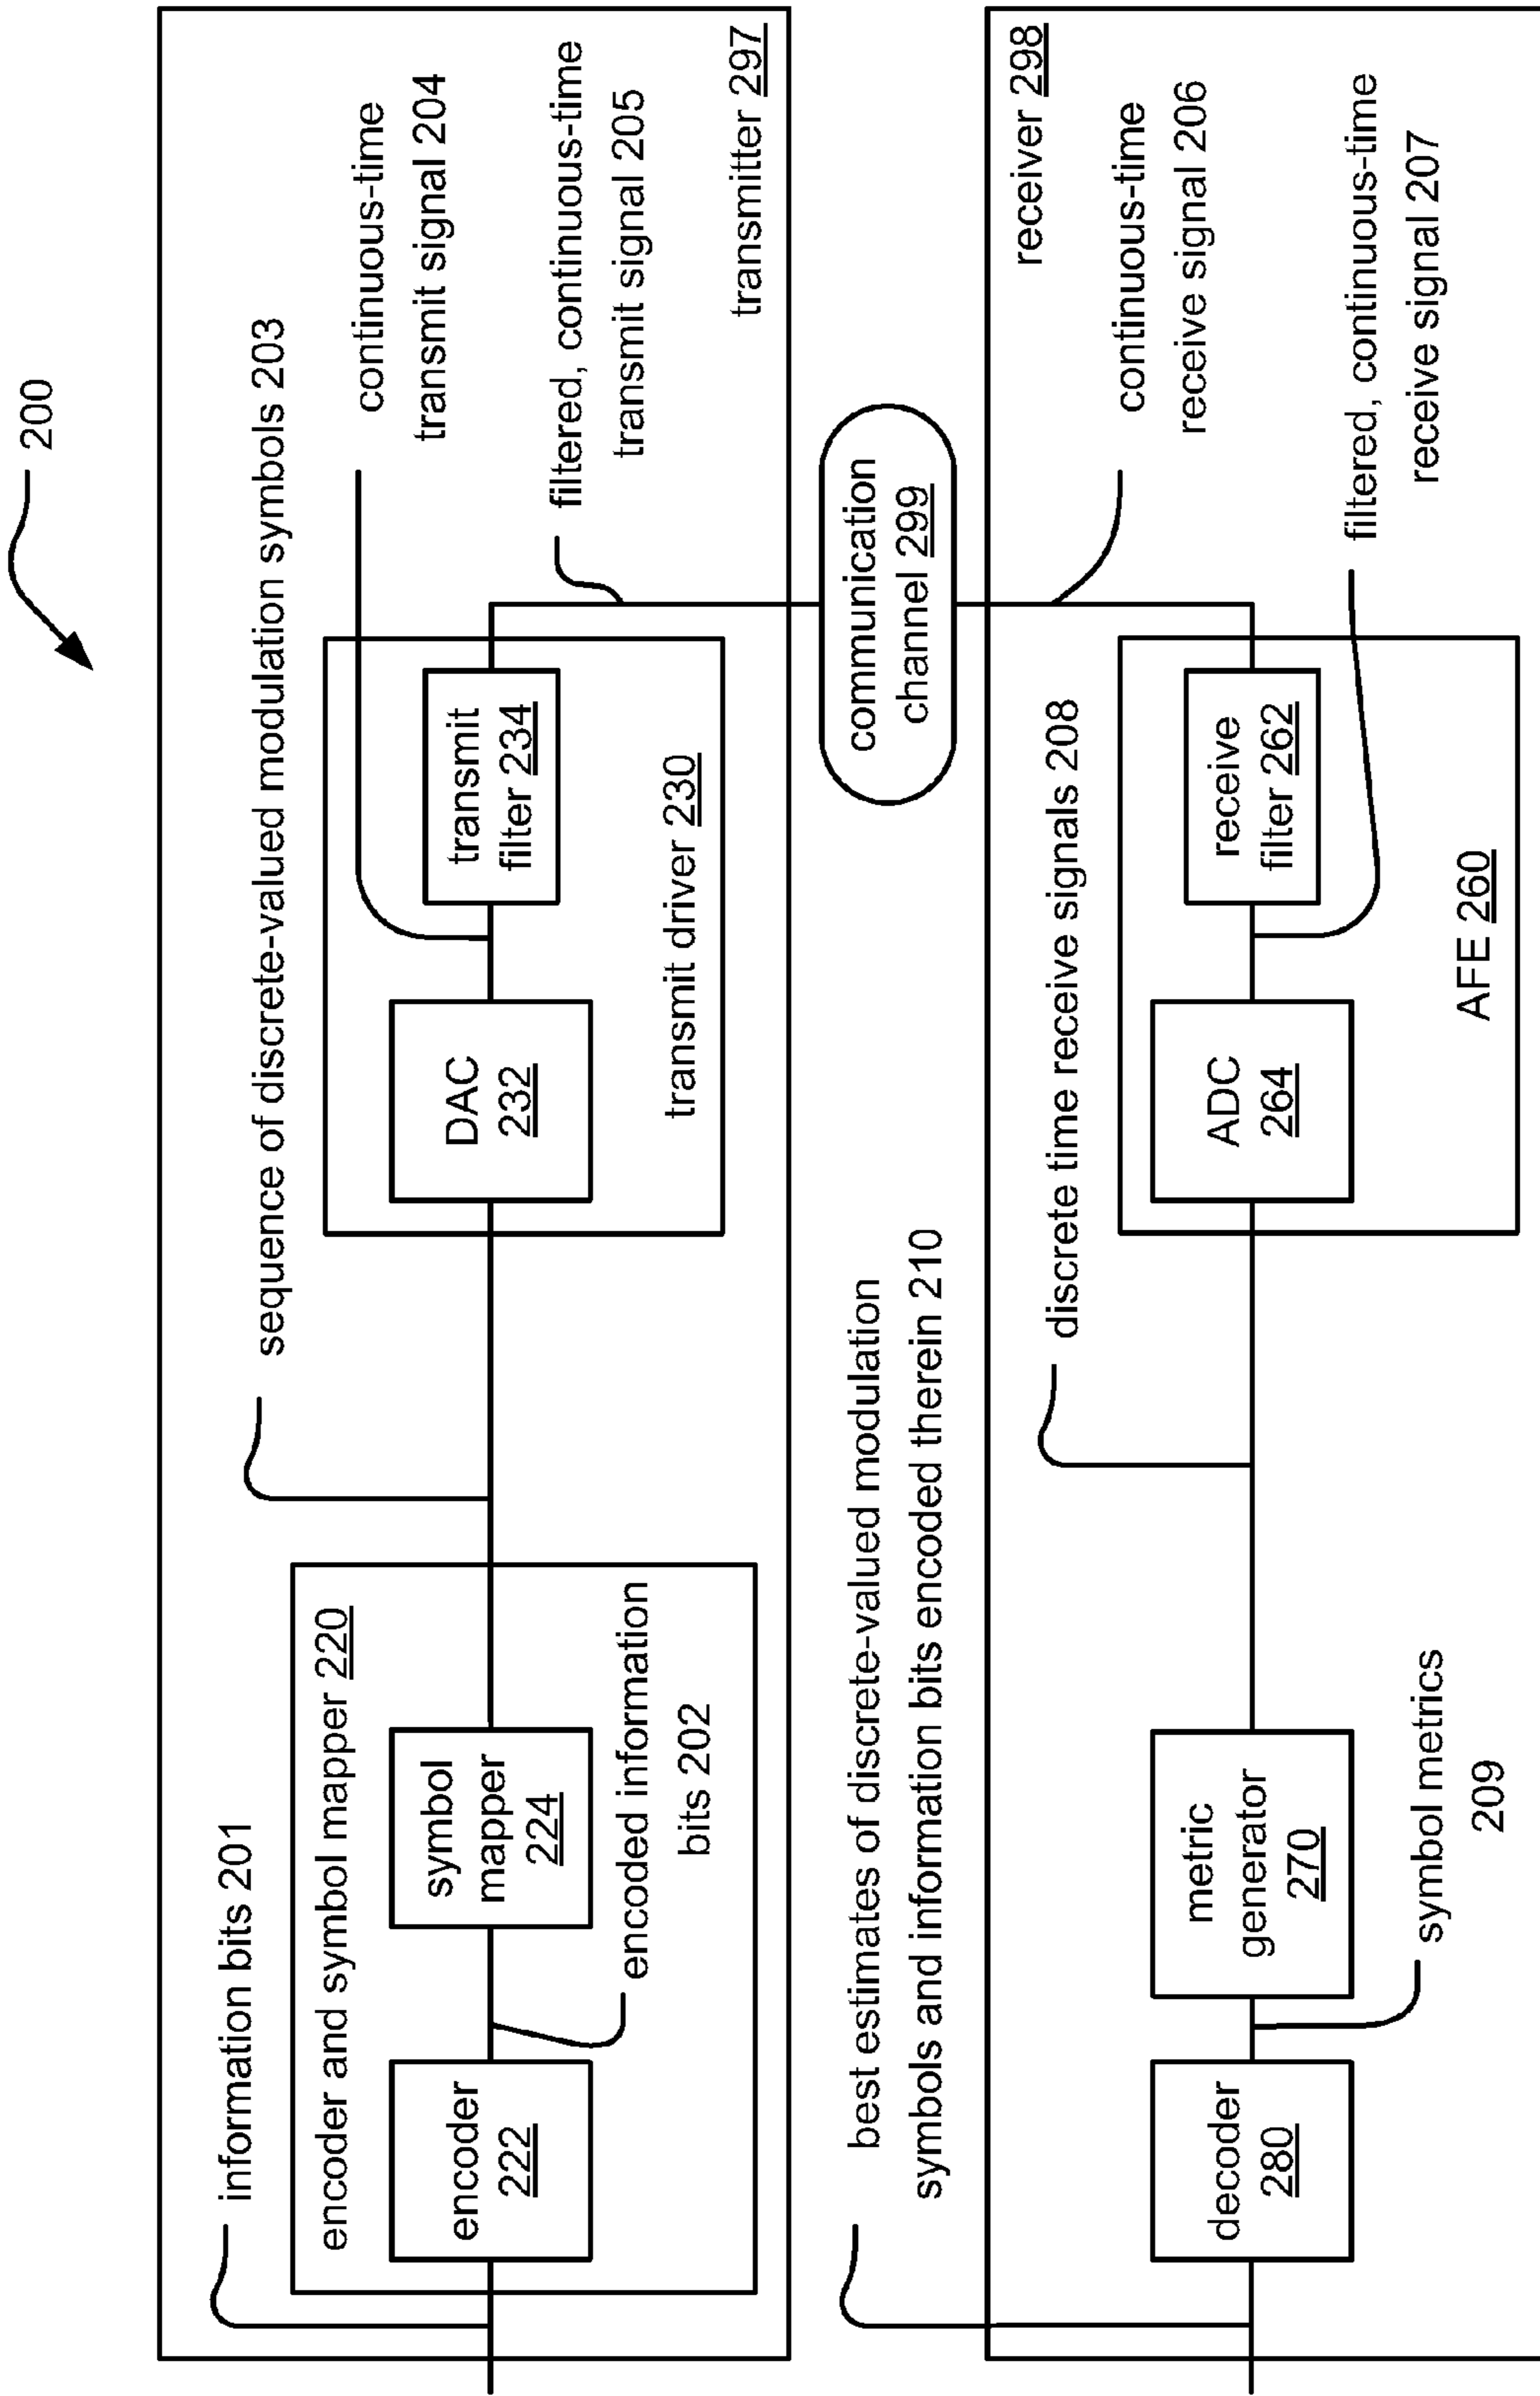 200
information bits 201
sequence of discrete-valued modulation symbols 203
encoder and symbol mapper 220
encoder
222
symbol
mapper
224
encoded information
bits 202
DAC
232
transmit
filter 234
transmit driver 230
continuous-time
transmit signal 204
filtered, continuous-time
transmit signal 205
transmitter 297
communication
channel 299
best estimates of discrete-valued modulation
symbols and information bits encoded therein 210
receiver 298
discrete time receive signals 208
continuous-time
receive signal 206
decoder
280
metric
generator
270
symbol metrics
209
ADC
264
receive
filter 262
AFE 260
filtered, continuous-time
receive signal 207